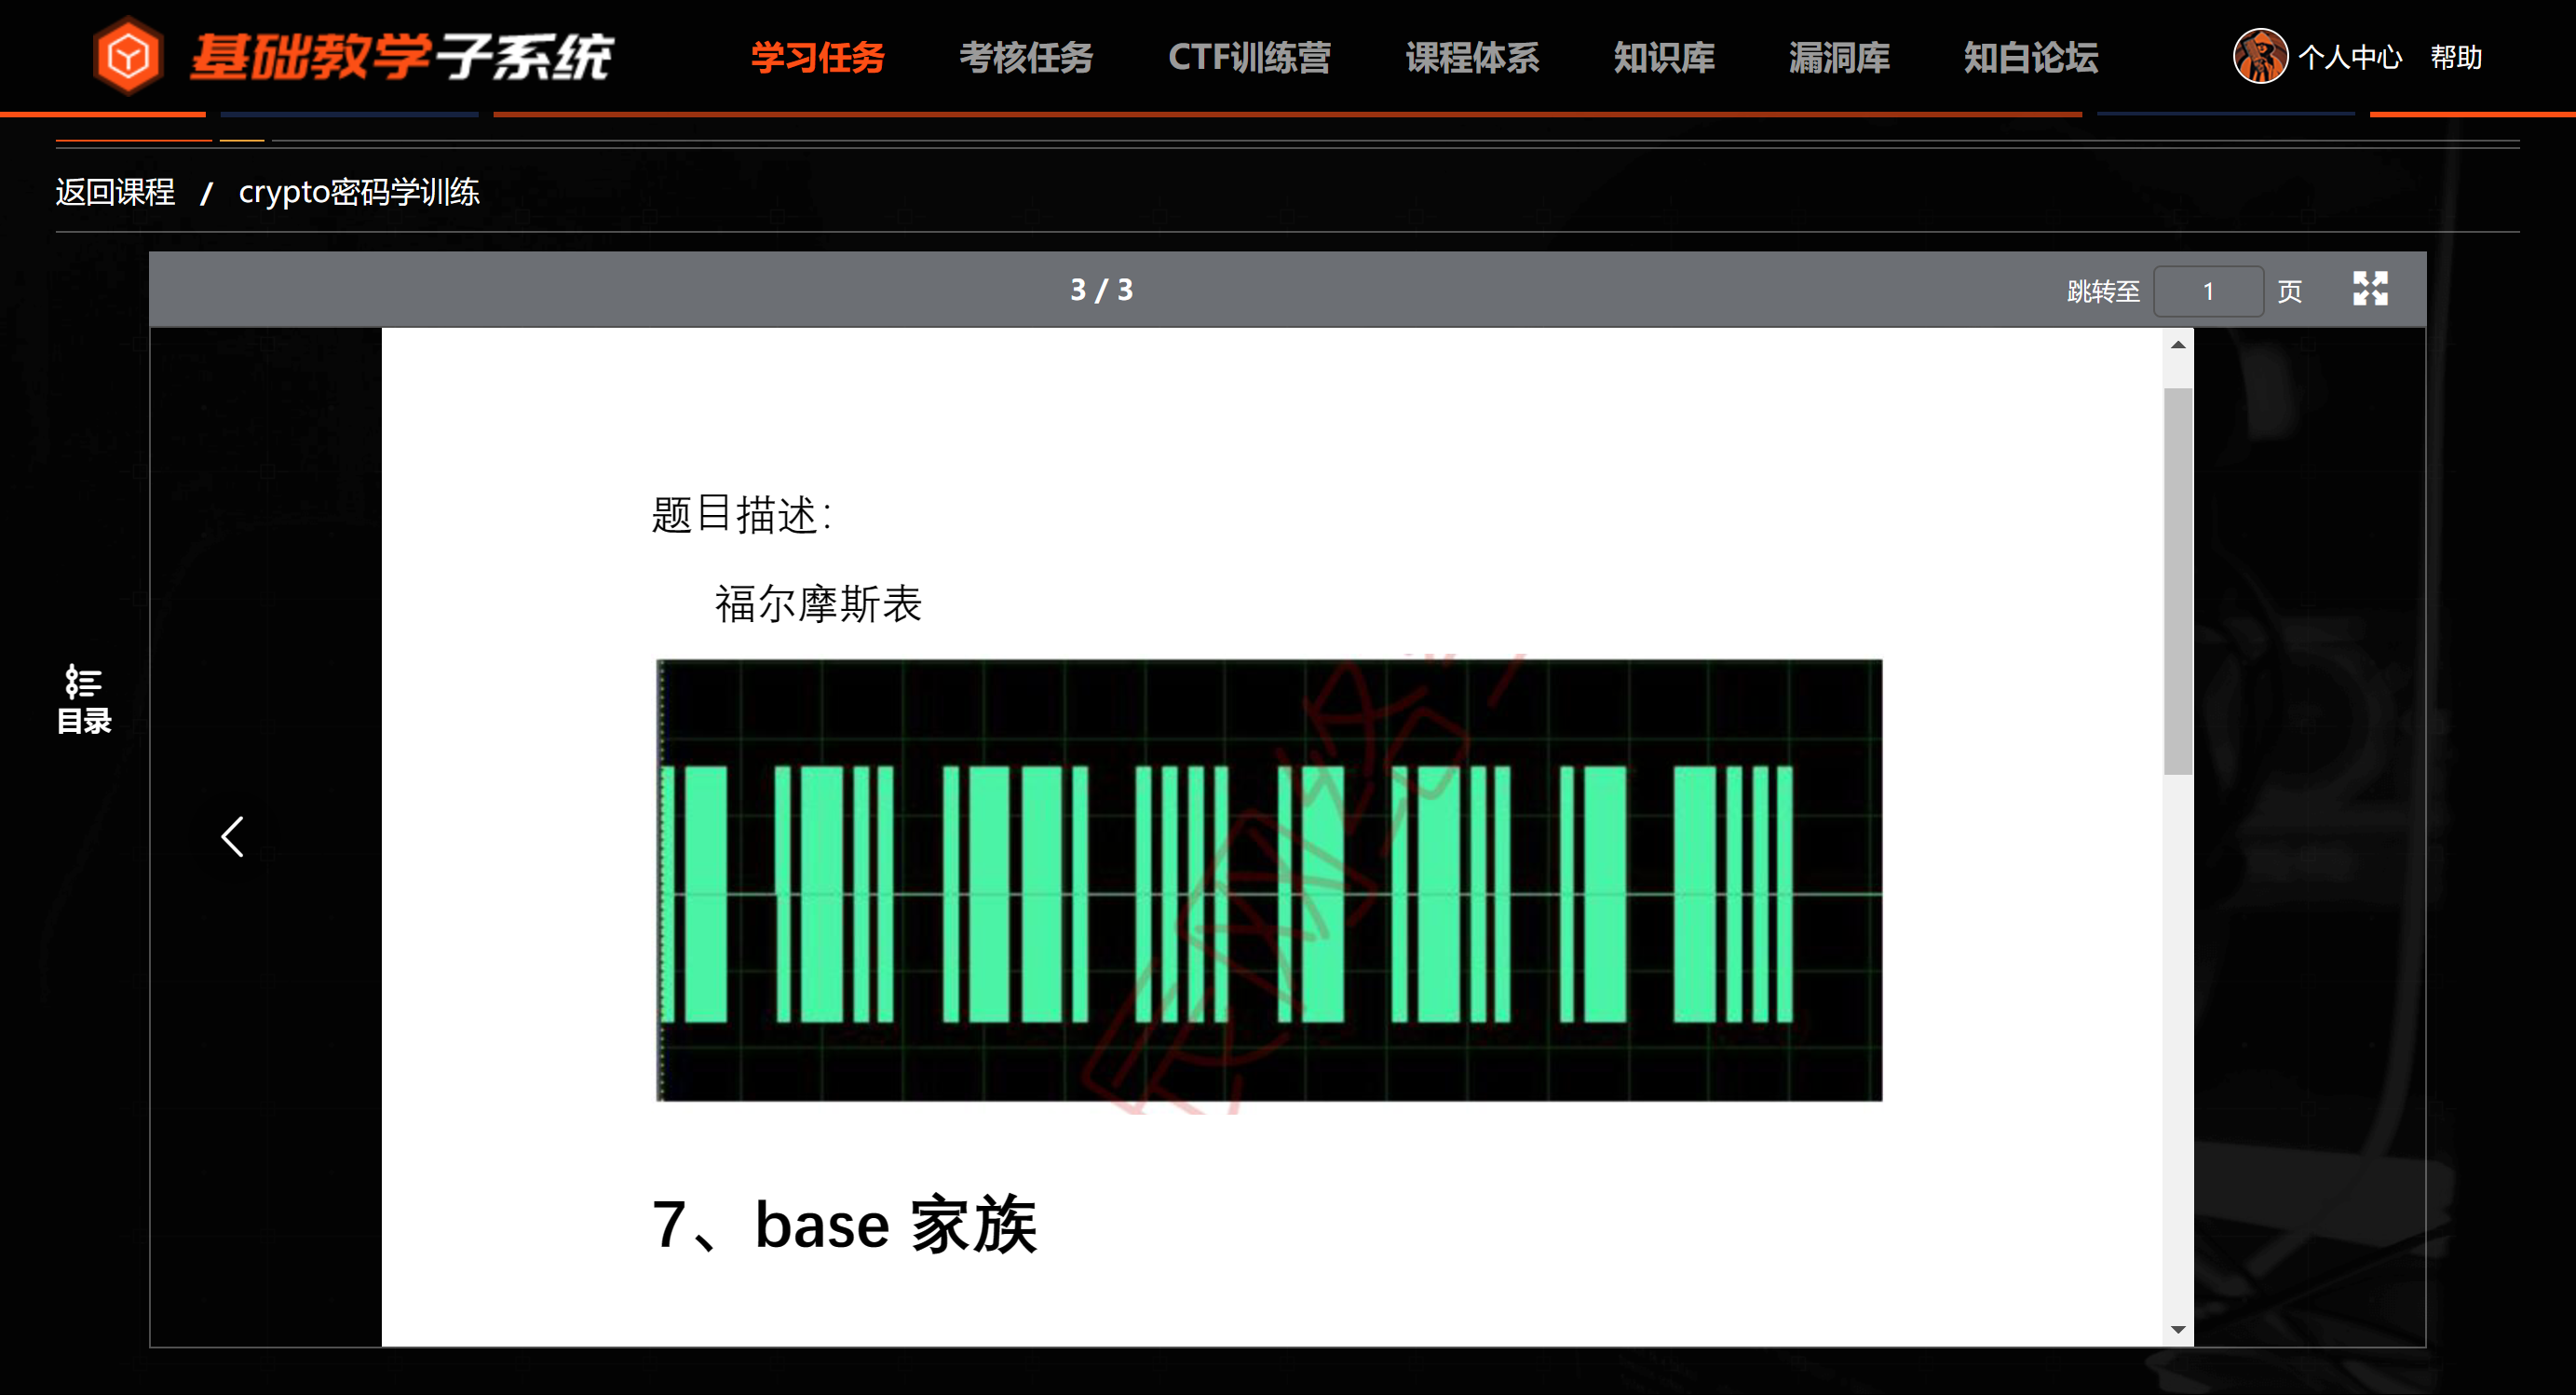 基础教学子系统 学习任务 考核任务 CTF训练营 课程体系 知识库 漏洞库 知白论坛 个人中心 帮助
返回课程 / crypto密码学训练
3 / 3 跳转至 1 页
题目描述：
福尔摩斯表
目录
7、base 家族